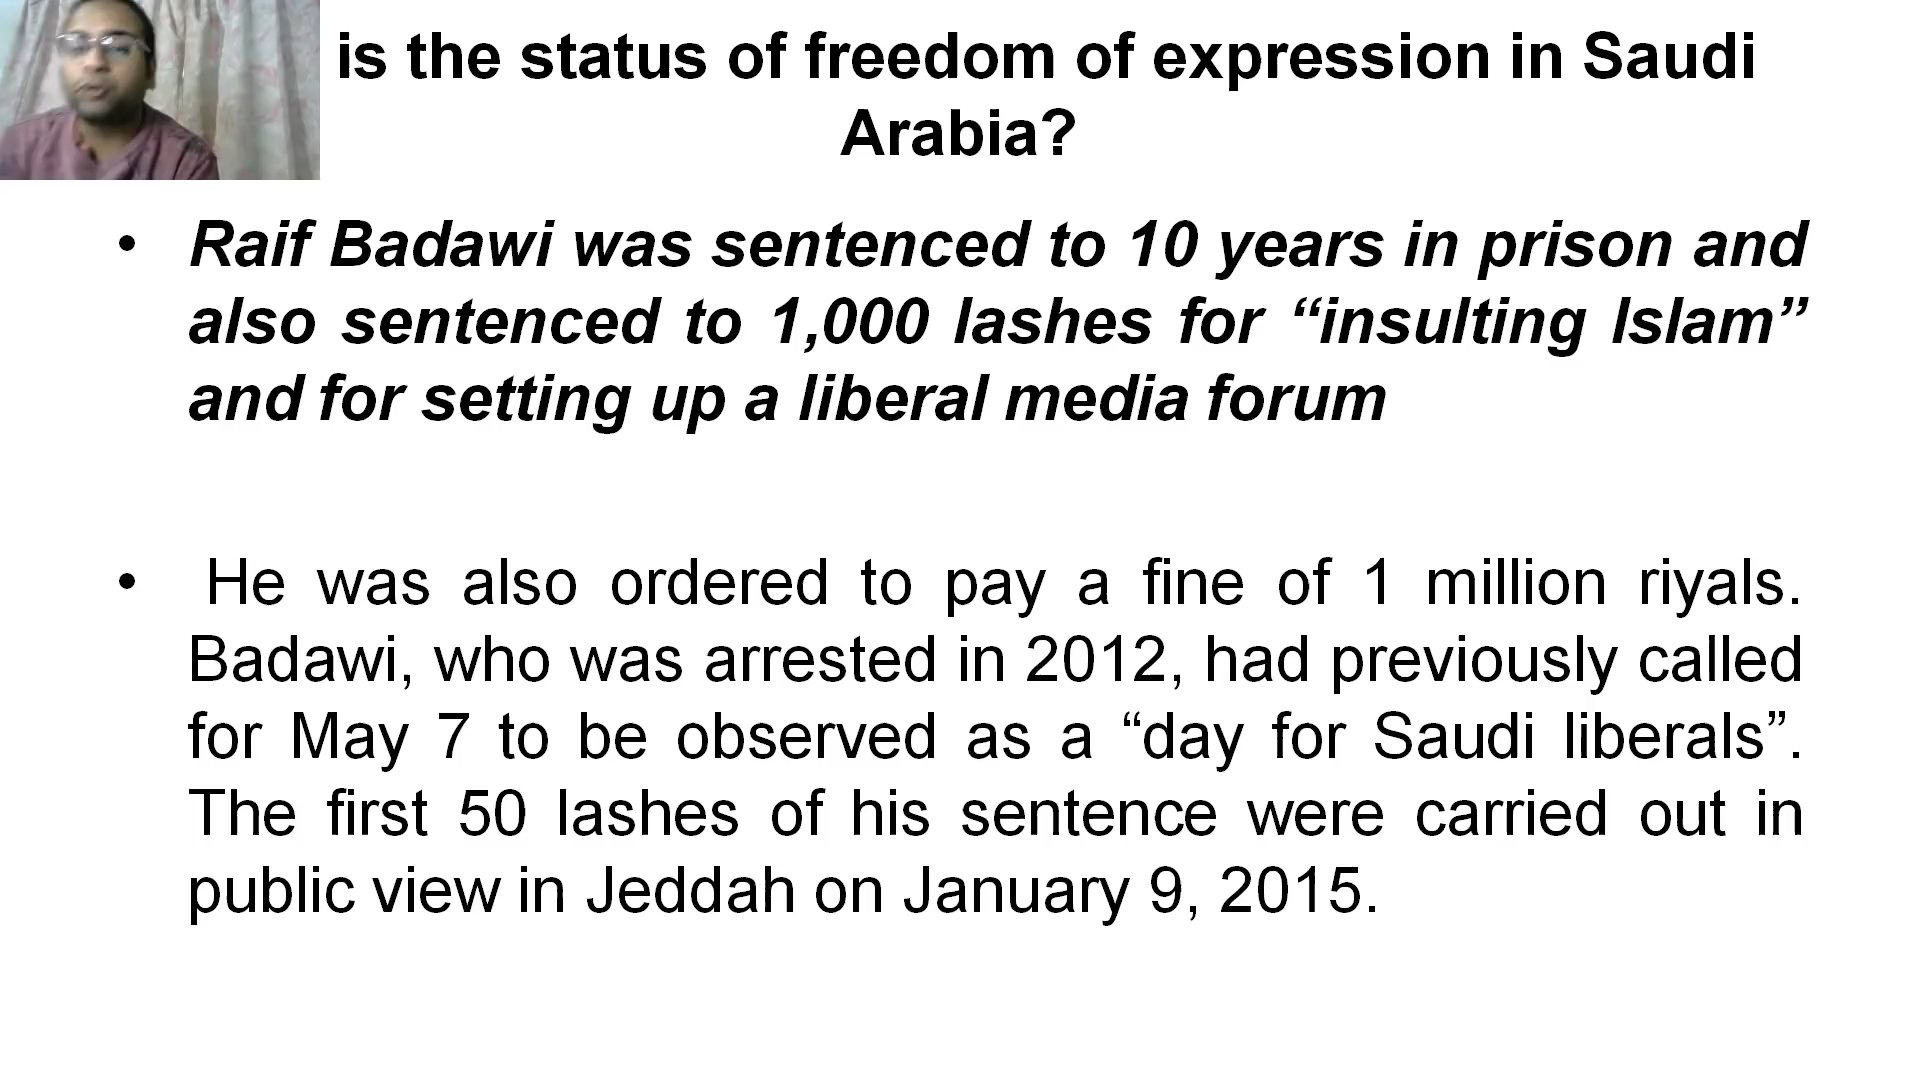 is the status of freedom of expression in Saudi
Arabia?
• Raif Badawi was sentenced to 10 years in prison and
also sentenced to 1,000 lashes for “insulting Islam”
and for setting up a liberal media forum
• He was also ordered to pay a fine of 1 million riyals.
Badawi, who was arrested in 2012, had previously called
for May 7 to be observed as a “day for Saudi liberals”.
The first 50 lashes of his sentence were carried out in
public view in Jeddah on January 9, 2015.